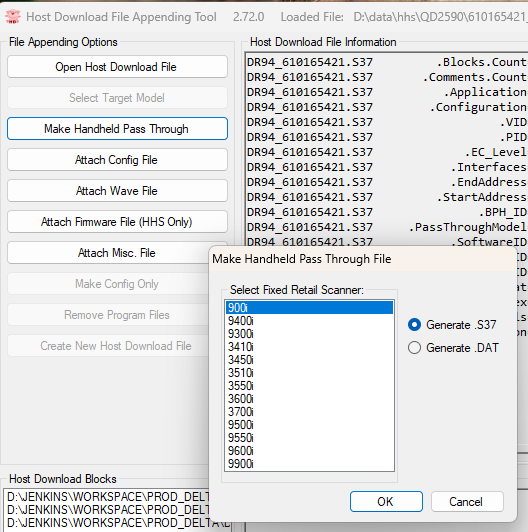 Host Download File Appending Tool 2.72.0 Loaded File: D:\data\hhs\QD2590\610165421
File Appending Options
Open Host Download File
Select Target Model
Make Handheld Pass Through
Attach Config File
Attach Wave File
Attach Firmware File (HHS Only)
Attach Misc. File
Make Config Only
Remove Program Files
Create New Host Download File
Host Download File Information
DR94_610165421.S37 .Blocks.Count
DR94_610165421.S37 .Comments.Count
DR94_610165421.S37 .Application
DR94_610165421.S37 .Configuration
DR94_610165421.S37 .VID
DR94_610165421.S37 .PID
DR94_610165421.S37 .EC_Level
DR94_610165421.S37 .Interfaces
DR94_610165421.S37 .EndAddress
DR94_610165421.S37 .StartAddress
DR94_610165421.S37 .BPH_ID
DR94_610165421.S37 .PassThroughModel
DR94_610165421.S37 .SoftwareID
Make Handheld Pass Through File
Select Fixed Retail Scanner:
900i
9400i
9300i
3410i
3450i
3510i
3550i
3600i
3700i
9500i
9550i
9600i
9900i
Generate .S37
Generate .DAT
OK
Cancel
Host Download Blocks
D:\JENKINS\WORKSPACE\PROD_DELTA
D:\JENKINS\WORKSPACE\PROD_DELTA
D:\JENKINS\WORKSPACE\PROD_DELTA\D